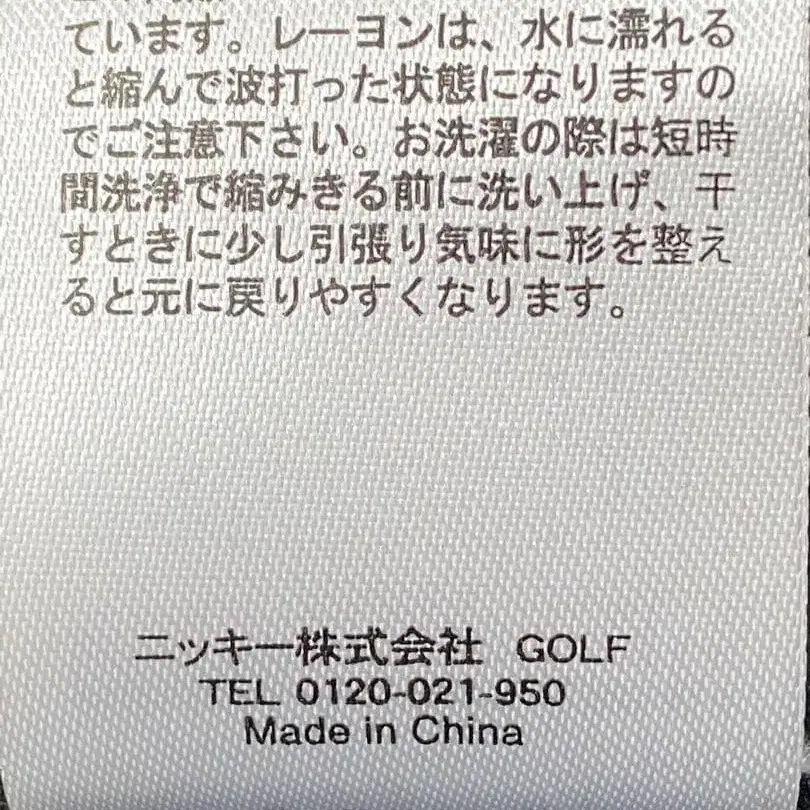 ています。レーヨンは、水に濡れる
と縮んで波打った状態になりますの
でご注意下さい。お洗濯の際は短時
間洗浄で縮みきる前に洗い上げ、干
すときに少し引張り気味に形を整え
ると元に戻りやすくなります。
ニッキー株式会社 GOLF
TEL 0120-021-950
Made in China